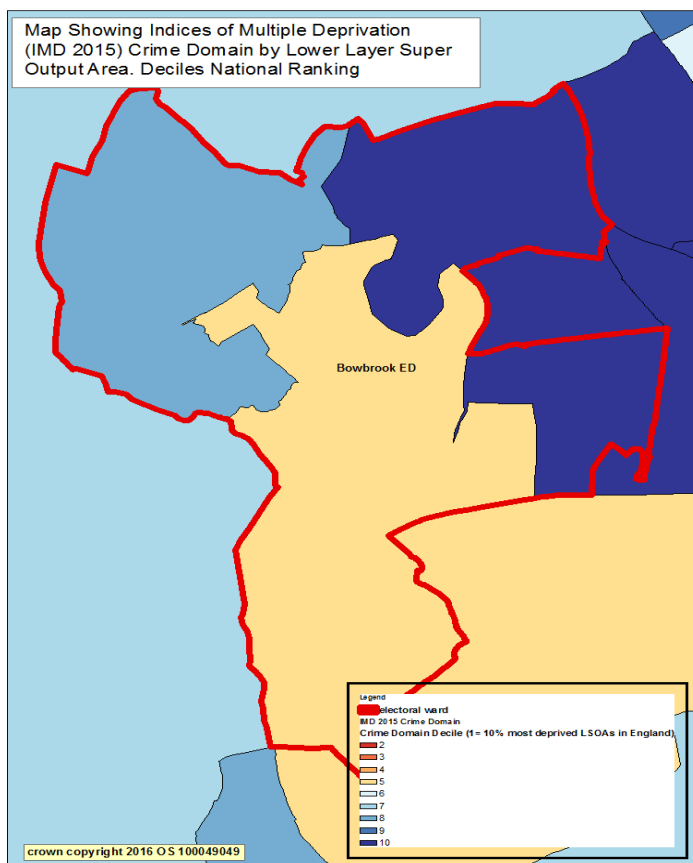 Map Showing Indices of Multiple Deprivation
(IMD 2015) Crime Domain by Lower Layer Super
Output Area. Deciles National Ranking
Bowbrook ED
Legend
electoral ward
IMD 2015 Crime Domain
Crime Domain Decile (1= 10% most deprived LSOAs in England)
2
3
4
5
6
7
8
9
10
crown copyright 2016 OS 100049049